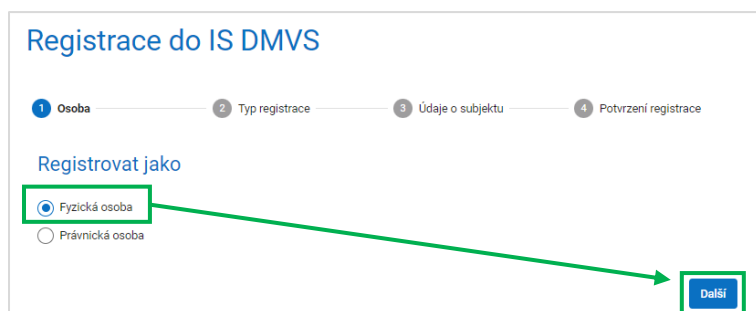 Registrace do IS DMVS
1 Osoba 2 Typ registrace 3 Údaje o subjektu 4 Potvrzení registrace
Registrovat jako
Fyzická osoba
Právnická osoba
Další